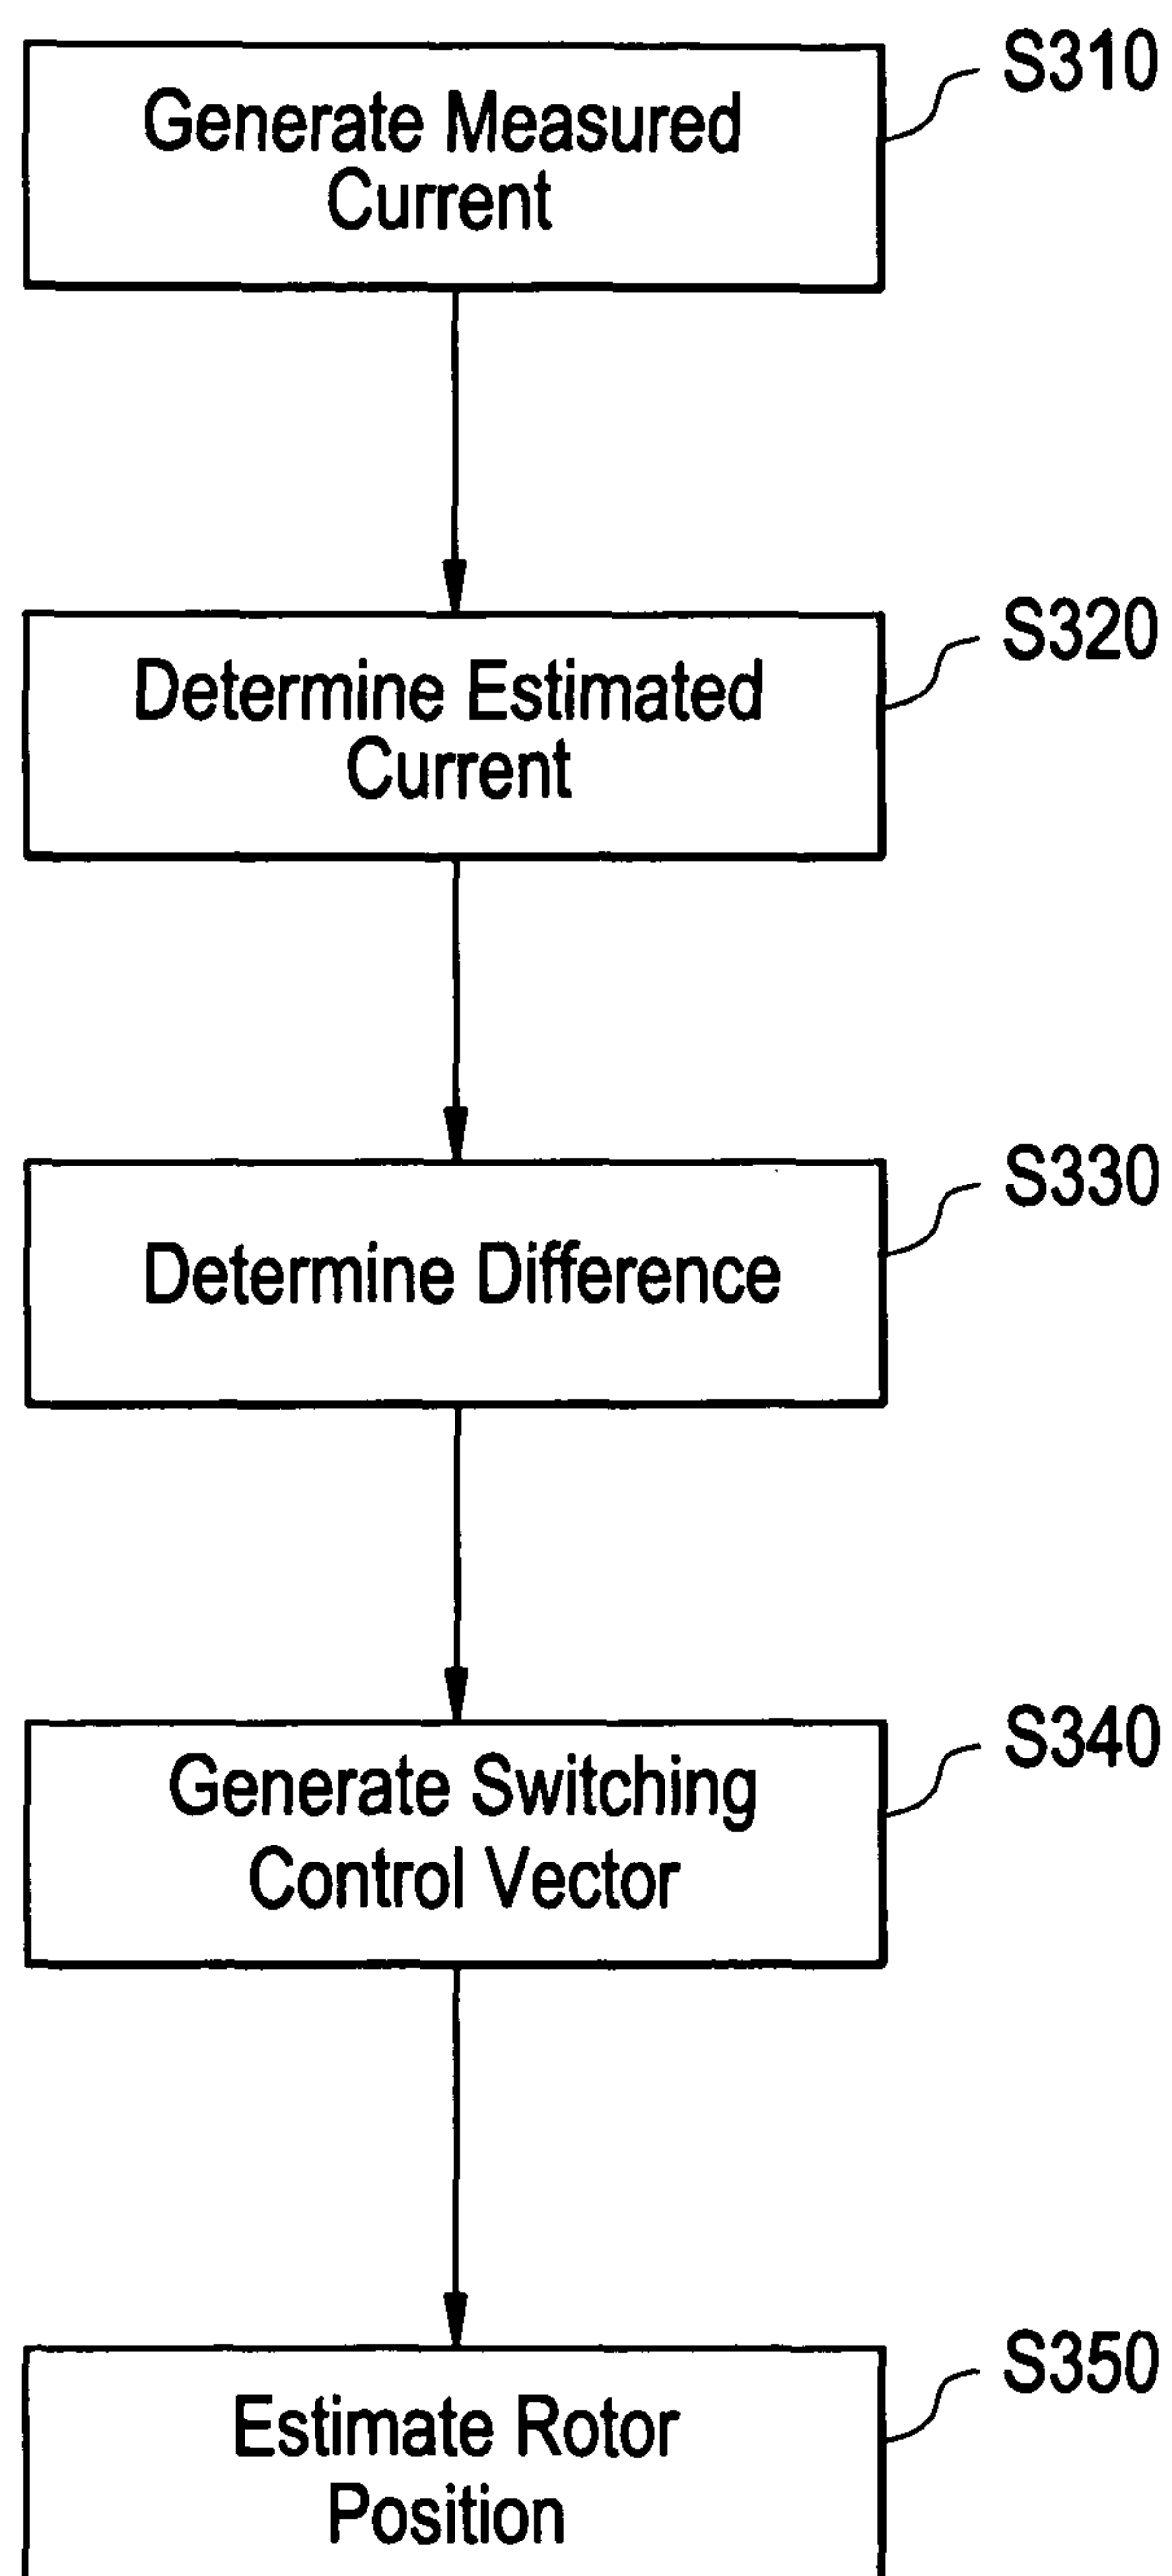 Generate Measured
Current
S310
Determine Estimated
Current
S320
Determine Difference
S330
Generate Switching
Control Vector
S340
Estimate Rotor
Position
S350